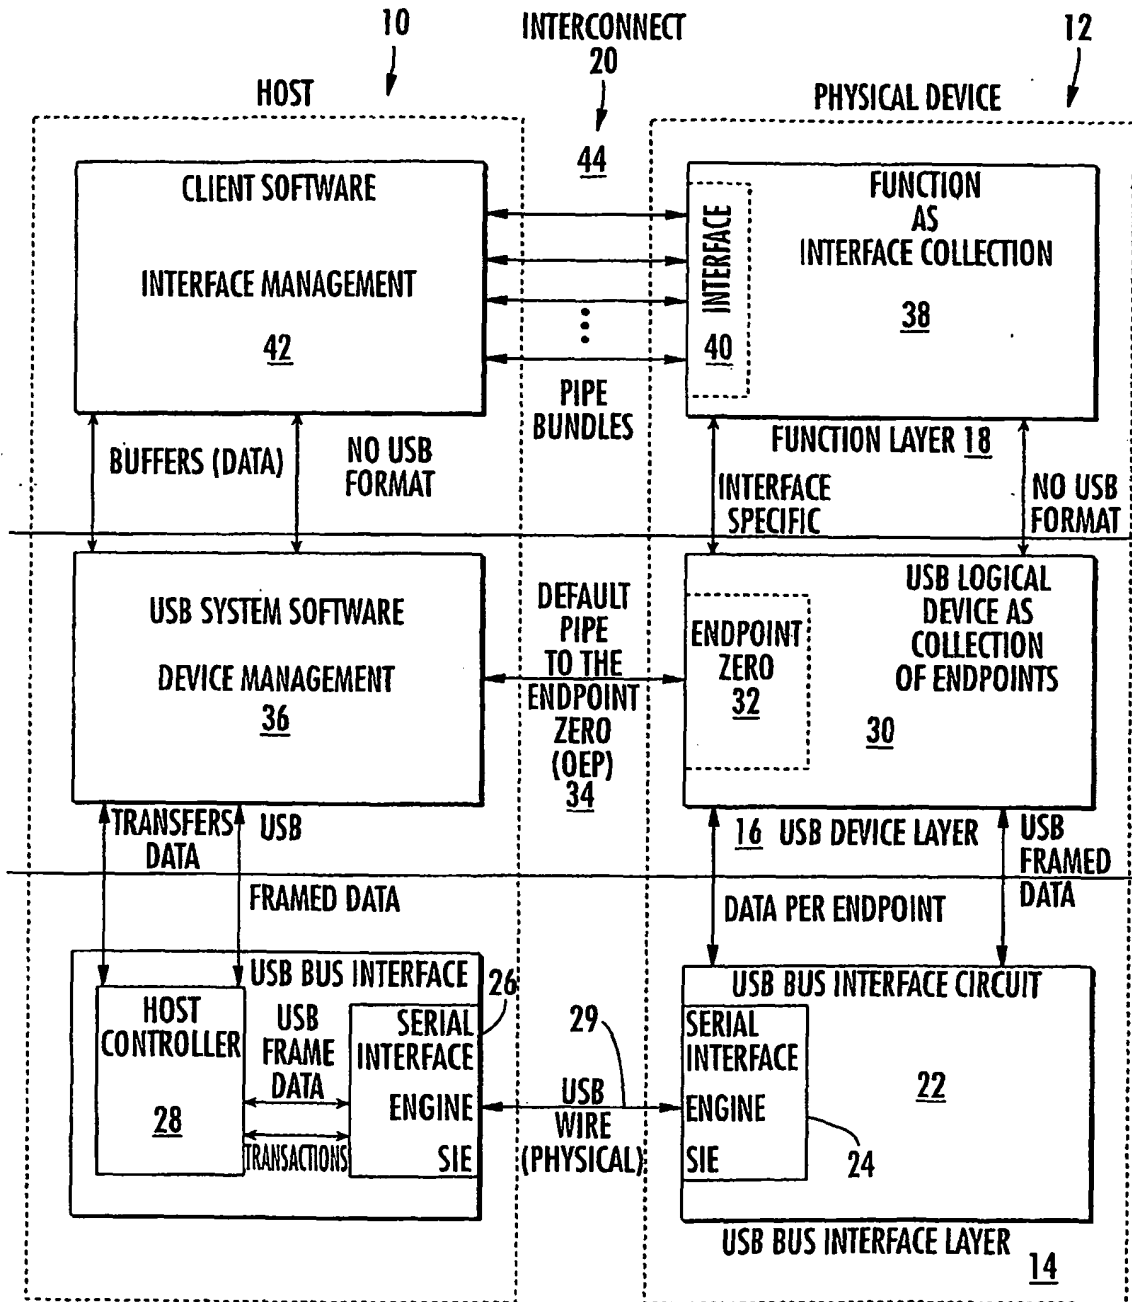 10
INTERCONNECT
20
12
HOST
PHYSICAL DEVICE
44
CLIENT SOFTWARE
INTERFACE MANAGEMENT
42
INTERFACE
40
FUNCTION
AS
INTERFACE COLLECTION
38
PIPE
BUNDLES
BUFFERS (DATA)
NO USB
FORMAT
FUNCTION LAYER 18
INTERFACE
SPECIFIC
NO USB
FORMAT
USB SYSTEM SOFTWARE
DEVICE MANAGEMENT
36
DEFAULT
PIPE
TO THE
ENDPOINT
ZERO
(OEP)
34
ENDPOINT
ZERO
32
USB LOGICAL
DEVICE AS
COLLECTION
OF ENDPOINTS
30
TRANSFERS
DATA
USB
FRAMED DATA
16 USB DEVICE LAYER
USB
FRAMED
DATA
DATA PER ENDPOINT
USB BUS INTERFACE
26
HOST
CONTROLLER
28
USB
FRAME
DATA
TRANSACTIONS
SERIAL
INTERFACE
ENGINE
SIE
29
USB
WIRE
(PHYSICAL)
USB BUS INTERFACE CIRCUIT
SERIAL
INTERFACE
ENGINE
SIE
22
24
USB BUS INTERFACE LAYER
14